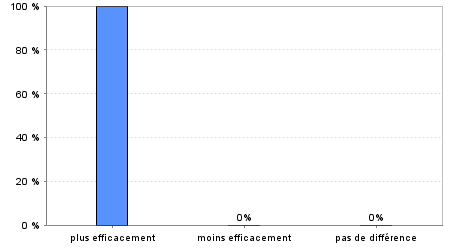 100 %
80 %
60 %
40 %
20 %
0 %
0%
0%
plus efficacement
moins efficacement
pas de différence